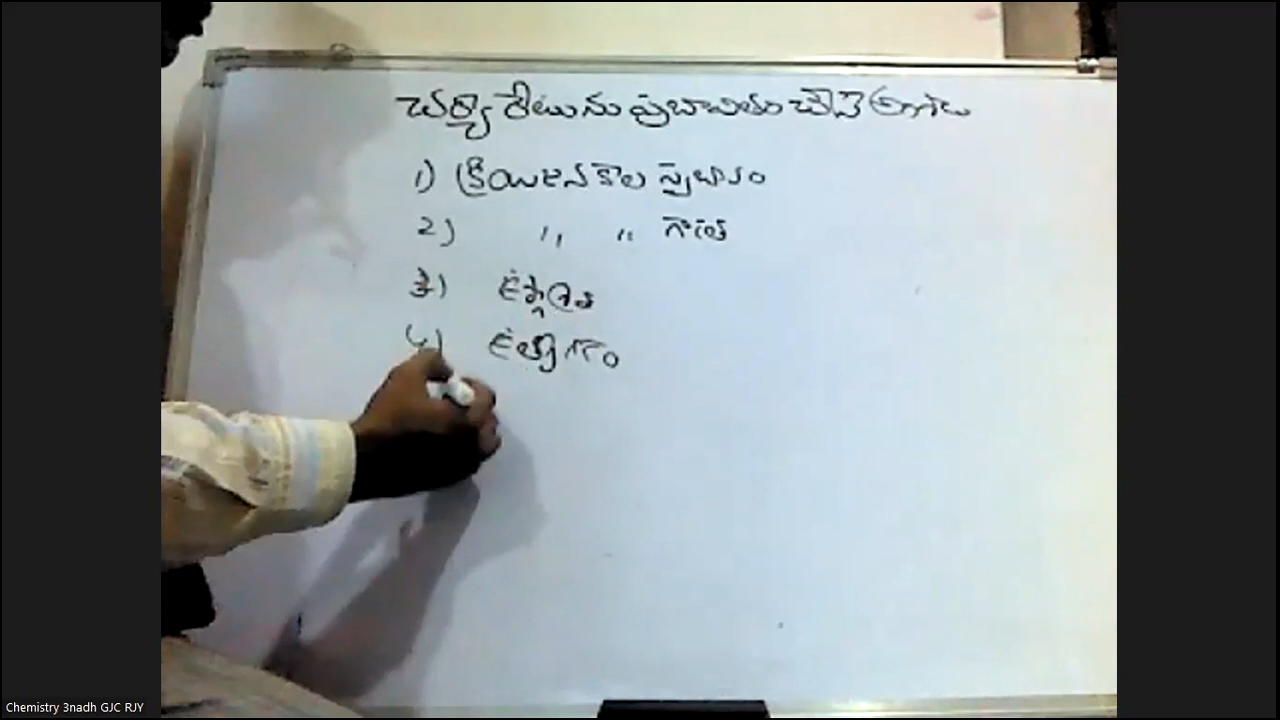 చర్యా రేటును ప్రభావితం చేసే అంశాలు
1) క్రియాజనకాల స్వభావం
2) ,, ,, గాఢత
3) ఉష్ణోగ్రత
4) ఉత్ప్రేరకం
Chemistry 3nadh GJC RJY